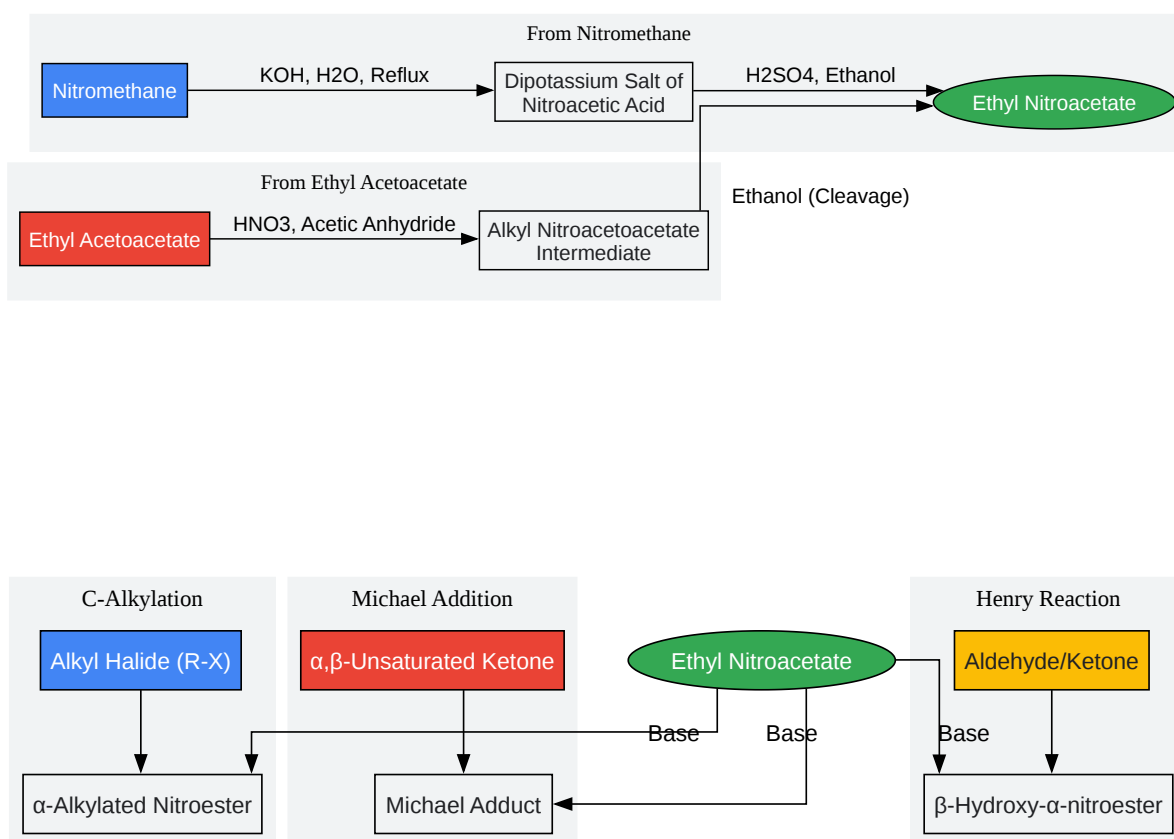 From Nitromethane
Nitromethane
KOH, H2O, Reflux
Dipotassium Salt of
Nitroacetic Acid
H2SO4, Ethanol
Ethyl Nitroacetate
From Ethyl Acetoacetate
Ethyl Acetoacetate
HNO3, Acetic Anhydride
Alkyl Nitroacetoacetate
Intermediate
Ethanol (Cleavage)
C-Alkylation
Michael Addition
Henry Reaction
Alkyl Halide (R-X)
α,β-Unsaturated Ketone
Ethyl Nitroacetate
Aldehyde/Ketone
Base
Base
Base
α-Alkylated Nitroester
Michael Adduct
β-Hydroxy-α-nitroester